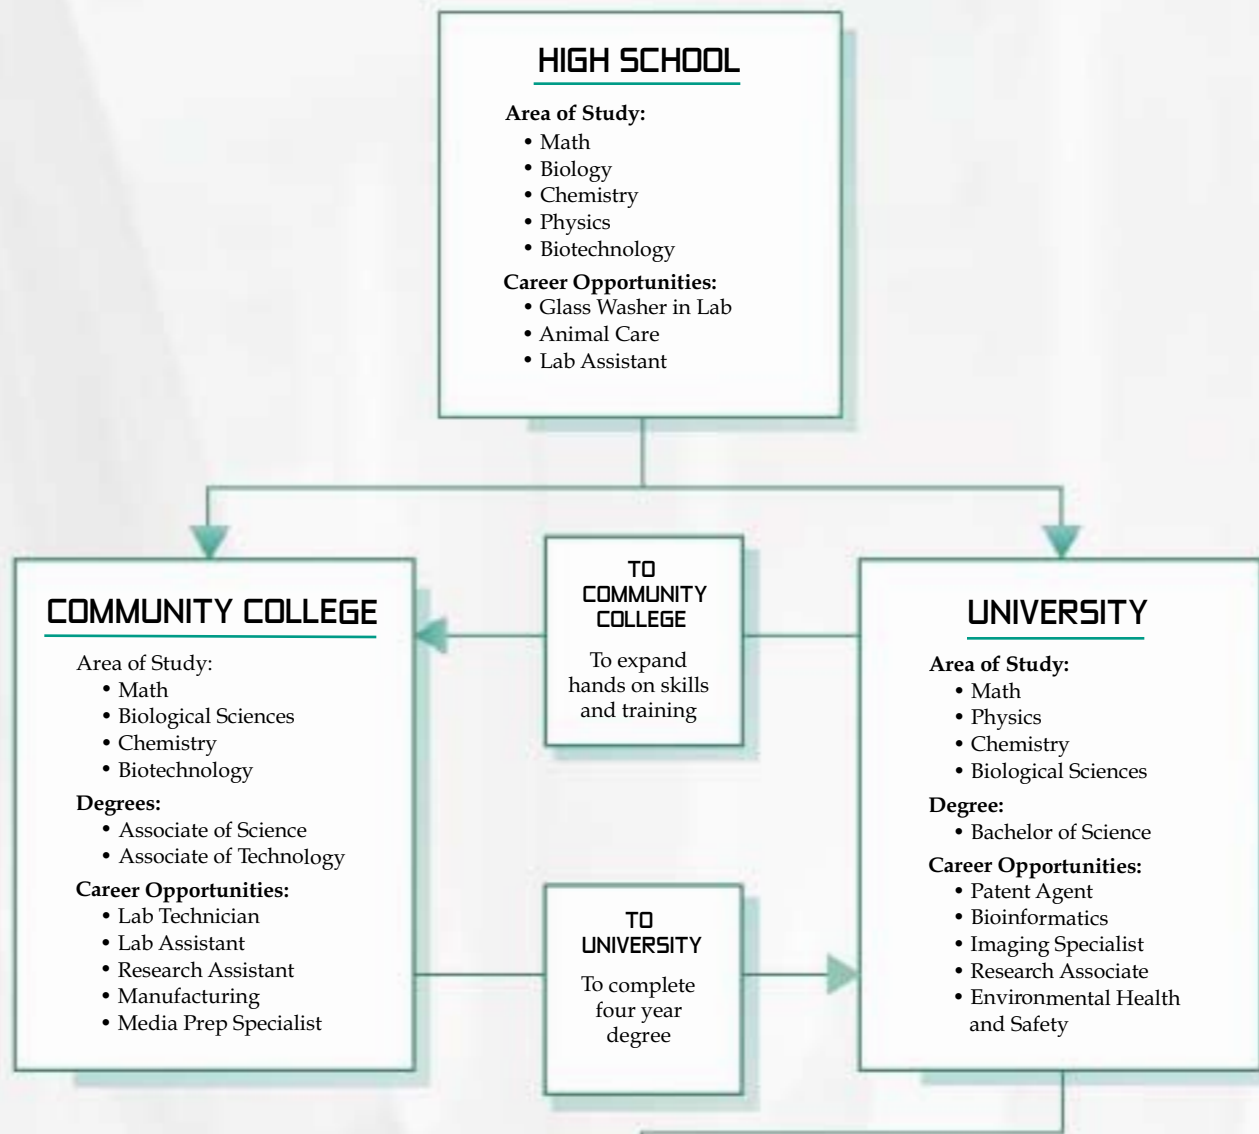 HIGH SCHOOL
Area of Study:
• Math
• Biology
• Chemistry
• Physics
• Biotechnology
Career Opportunities:
• Glass Washer in Lab
• Animal Care
• Lab Assistant
COMMUNITY COLLEGE
Area of Study:
• Math
• Biological Sciences
• Chemistry
• Biotechnology
Degrees:
• Associate of Science
• Associate of Technology
Career Opportunities:
• Lab Technician
• Lab Assistant
• Research Assistant
• Manufacturing
• Media Prep Specialist
TO
COMMUNITY
COLLEGE
To expand
hands on skills
and training
TO
UNIVERSITY
To complete
four year
degree
UNIVERSITY
Area of Study:
• Math
• Physics
• Chemistry
• Biological Sciences
Degree:
• Bachelor of Science
Career Opportunities:
• Patent Agent
• Bioinformatics
• Imaging Specialist
• Research Associate
• Environmental Health
and Safety